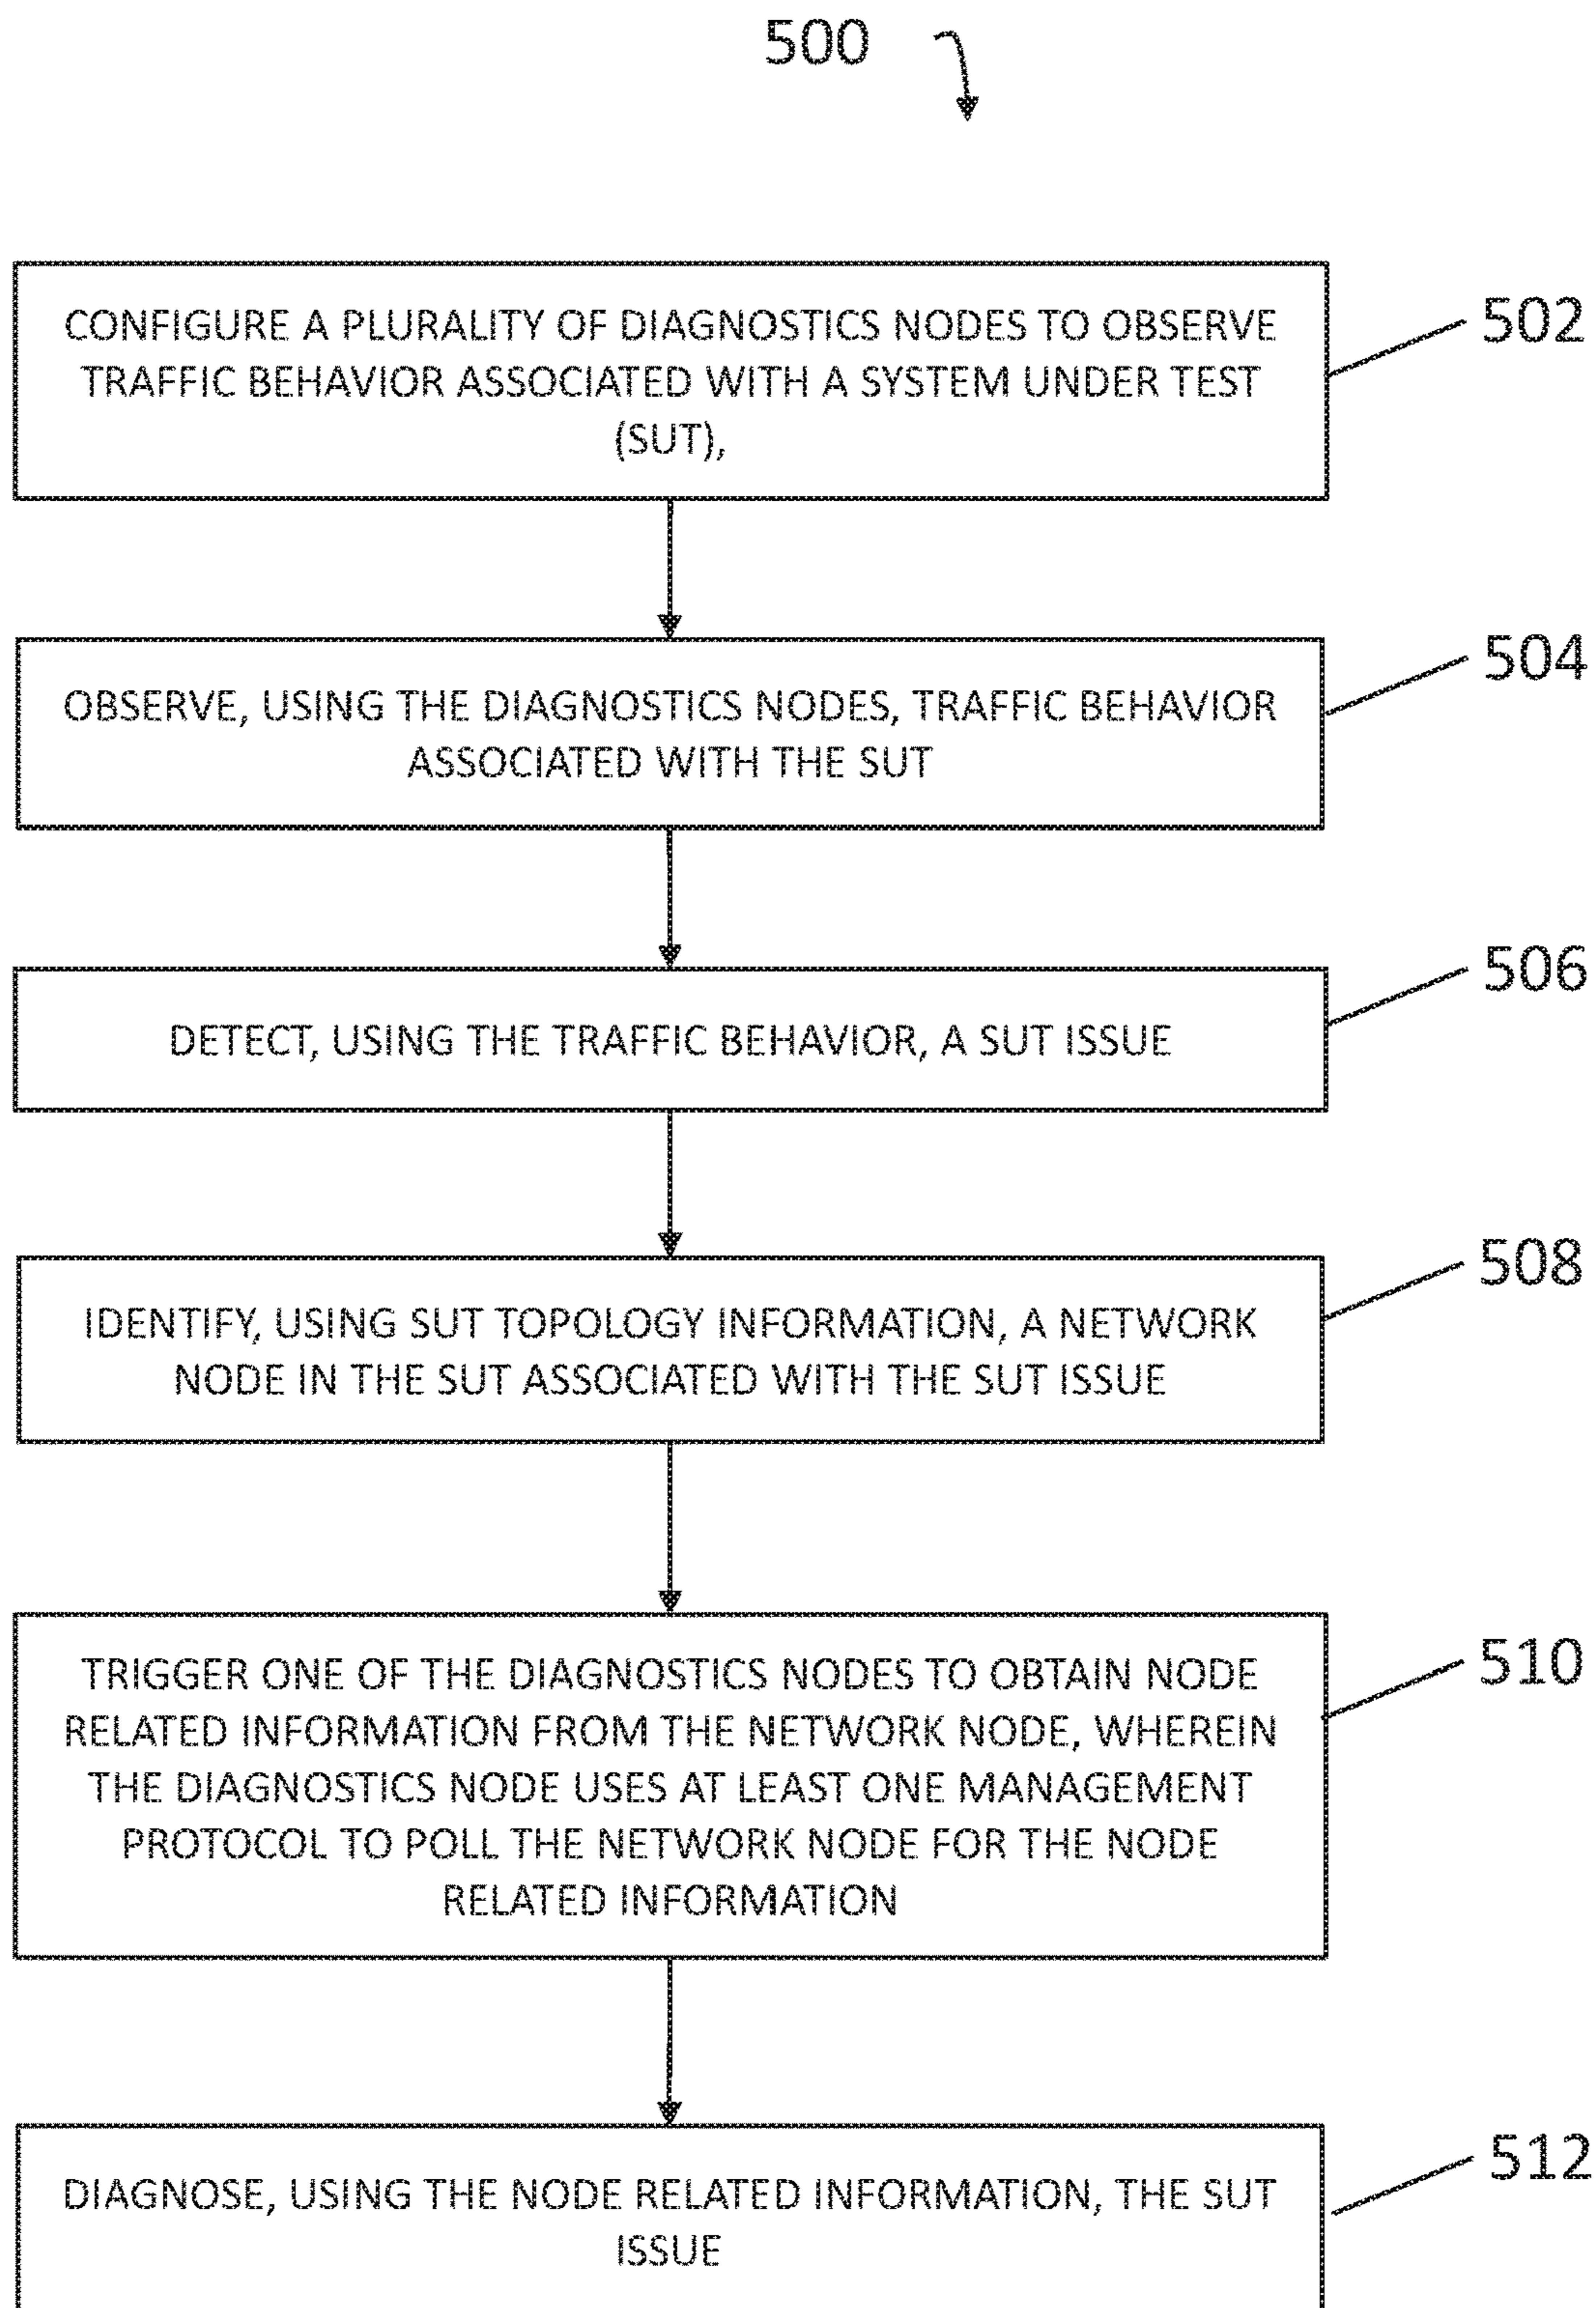 500
CONFIGURE A PLURALITY OF DIAGNOSTICS NODES TO OBSERVE
TRAFFIC BEHAVIOR ASSOCIATED WITH A SYSTEM UNDER TEST
(SUT),
502
OBSERVE, USING THE DIAGNOSTICS NODES, TRAFFIC BEHAVIOR
ASSOCIATED WITH THE SUT
504
DETECT, USING THE TRAFFIC BEHAVIOR, A SUT ISSUE
506
IDENTIFY, USING SUT TOPOLOGY INFORMATION, A NETWORK
NODE IN THE SUT ASSOCIATED WITH THE SUT ISSUE
508
TRIGGER ONE OF THE DIAGNOSTICS NODES TO OBTAIN NODE
RELATED INFORMATION FROM THE NETWORK NODE, WHEREIN
THE DIAGNOSTICS NODE USES AT LEAST ONE MANAGEMENT
PROTOCOL TO POLL THE NETWORK NODE FOR THE NODE
RELATED INFORMATION
510
DIAGNOSE, USING THE NODE RELATED INFORMATION, THE SUT
ISSUE
512